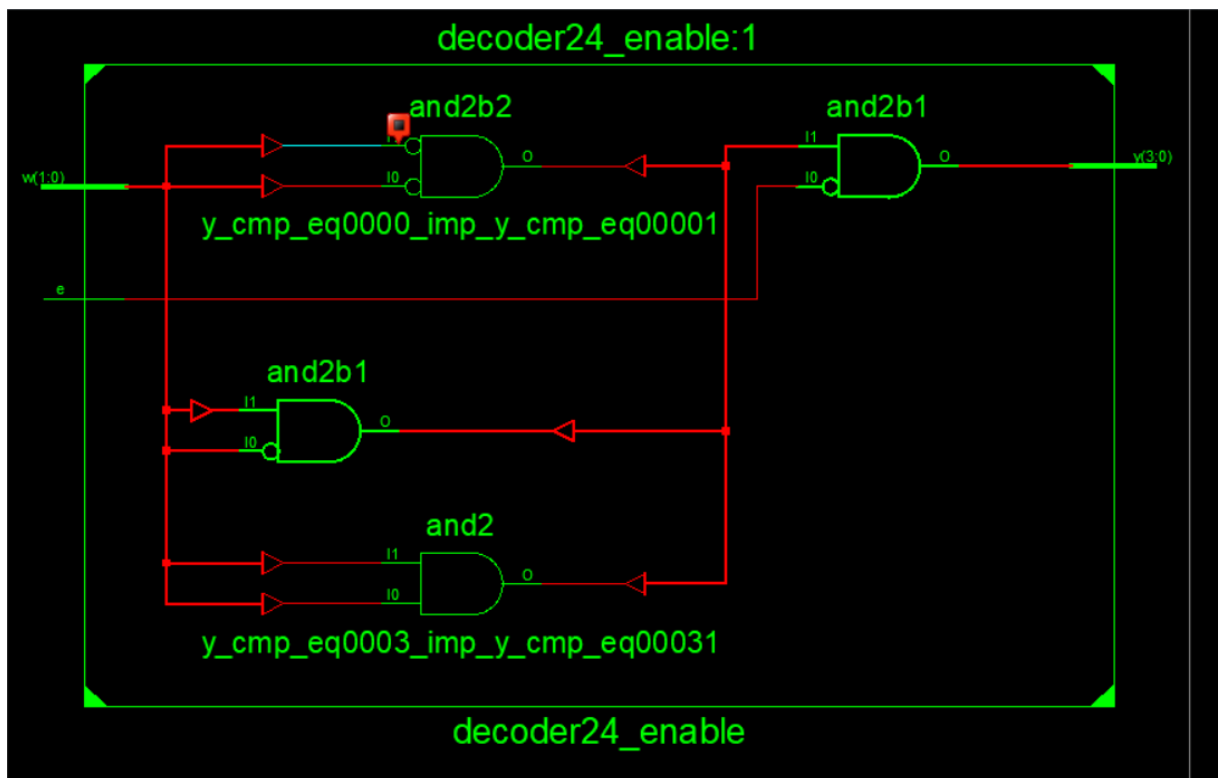 decoder24_enable:1
and2b2
and2b1
w(1:0)
I0
O
I1
I0
O
y(3:0)
y_cmp_eq0000_imp_y_cmp_eq00001
e
and2b1
I1
I0
O
and2
I1
I0
O
y_cmp_eq0003_imp_y_cmp_eq00031
decoder24_enable